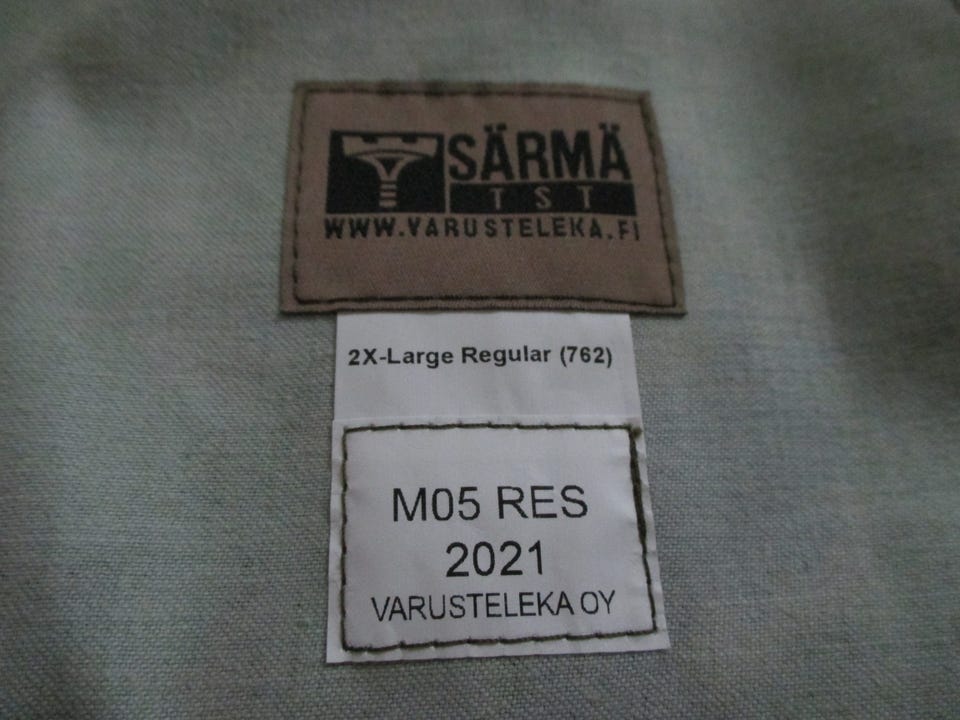 SÄRMÄ
TST
WWW.VARUSTELEKA.FI
2X-Large Regular (762)
M05 RES
2021
VARUSTELEKA OY